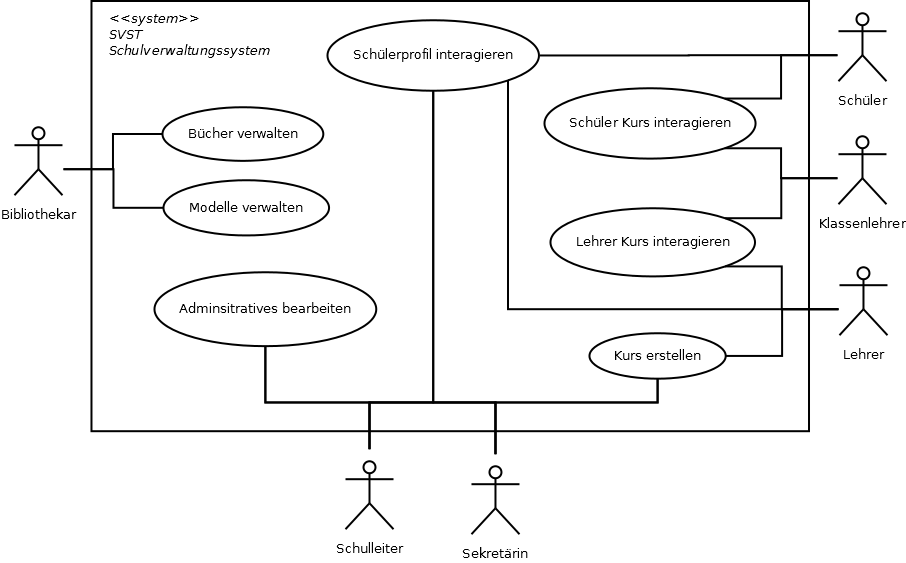 <<system>>
SVST
Schulverwaltungssystem
Schülerprofil interagieren
Schüler
Schüler Kurs interagieren
Bücher verwalten
Bibliothekar
Modelle verwalten
Klassenlehrer
Lehrer Kurs interagieren
Adminsitratives bearbeiten
Lehrer
Kurs erstellen
Schulleiter
Sekretärin